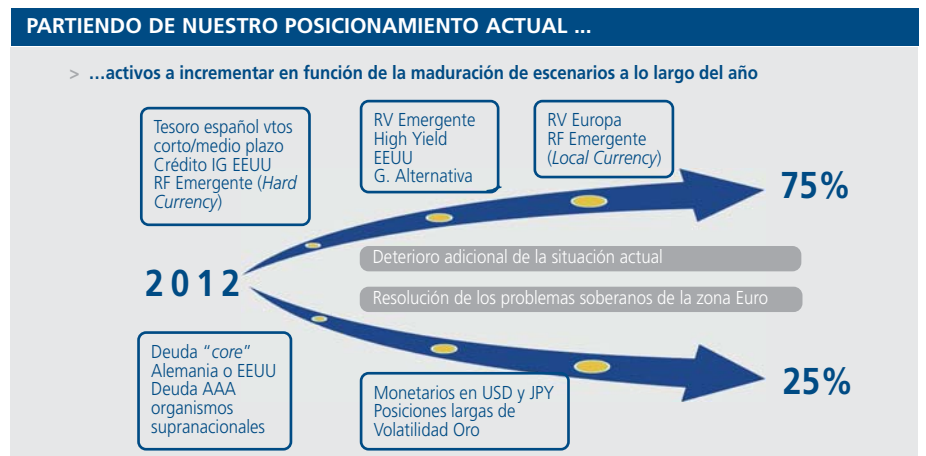 PARTIENDO DE NUESTRO POSICIONAMIENTO ACTUAL ...
> ...activos a incrementar en función de la maduración de escenarios a lo largo del año
Tesoro español vtos
corto/medio plazo
Crédito IG EEUU
RF Emergente (Hard
Currency)
RV Emergente
High Yield
EEUU
G. Alternativa
RV Europa
RF Emergente
(Local Currency)
75%
Deterioro adicional de la situación actual
2012
Resolución de los problemas soberanos de la zona Euro
Deuda “core”
Alemania o EEUU
Deuda AAA
organismos
supranacionales
Monetarios en USD y JPY
Posiciones largas de
Volatilidad Oro
25%